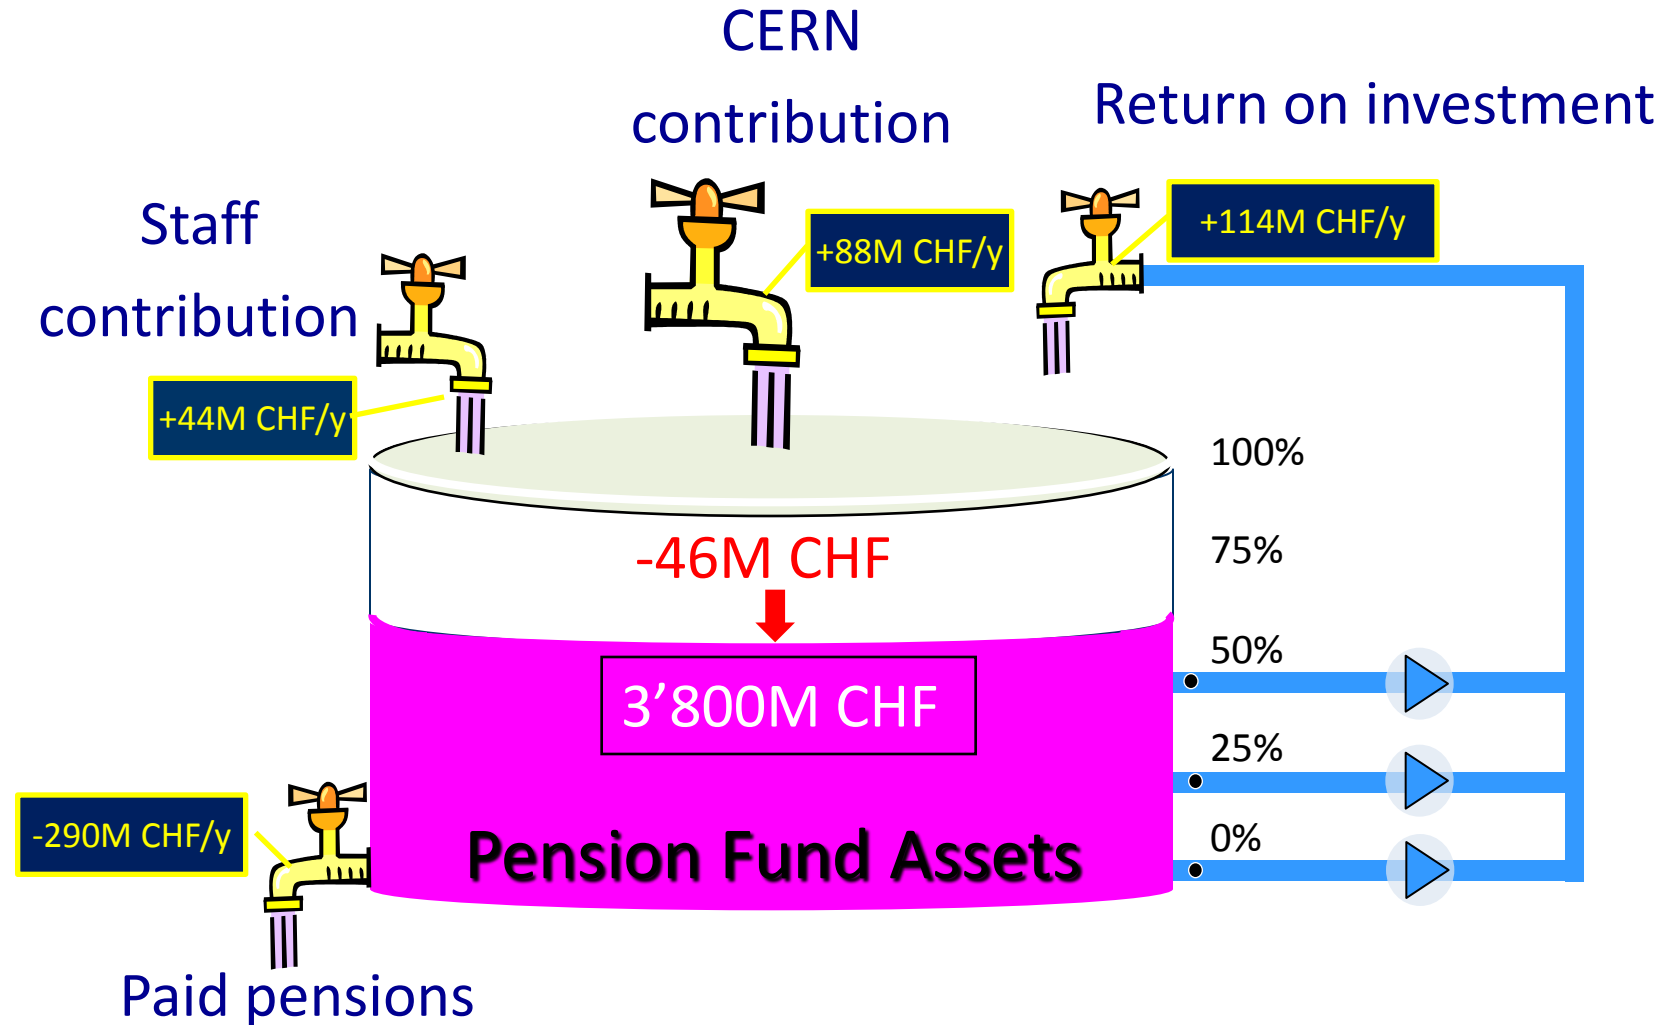 CERN
contribution
Return on investment
Staff
contribution
+114M CHF/y
+88M CHF/y
+44M CHF/y
100%
-46M CHF
75%
50%
3’800M CHF
25%
-290M CHF/y
Pension Fund Assets
0%
Paid pensions